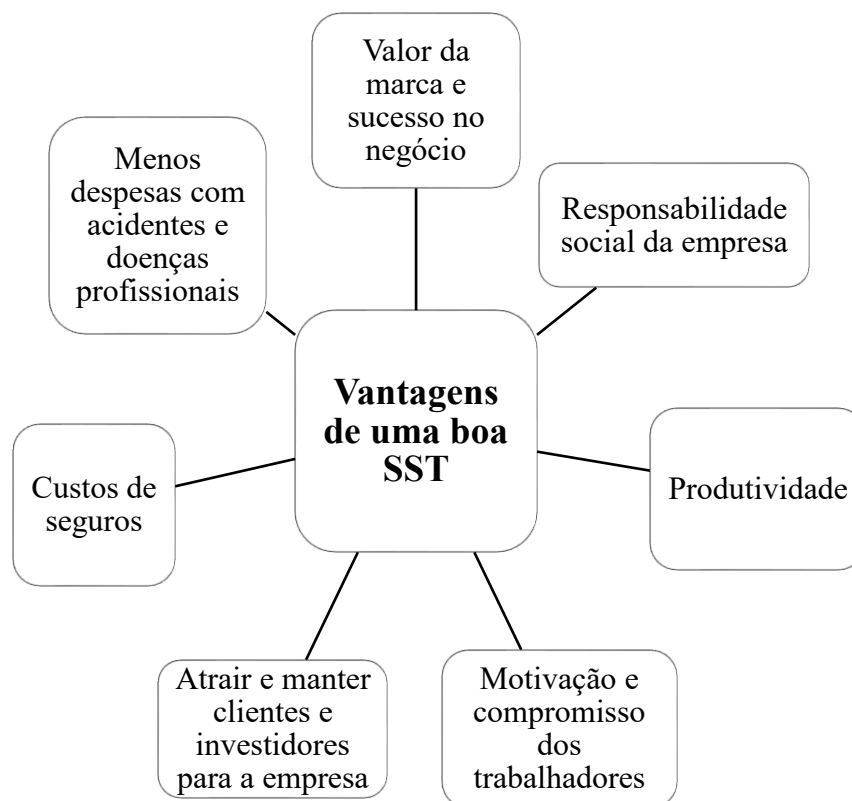 Valor da
marca e
sucesso no
negócio
Menos
despesas com
acidentes e
doenças
profissionais
Responsabilidade
social da empresa
Vantagens
de uma boa
SST
Custos de
seguros
Produtividade
Atrair e manter
clientes e
investidores
para a empresa
Motivação e
compromisso
dos
trabalhadores